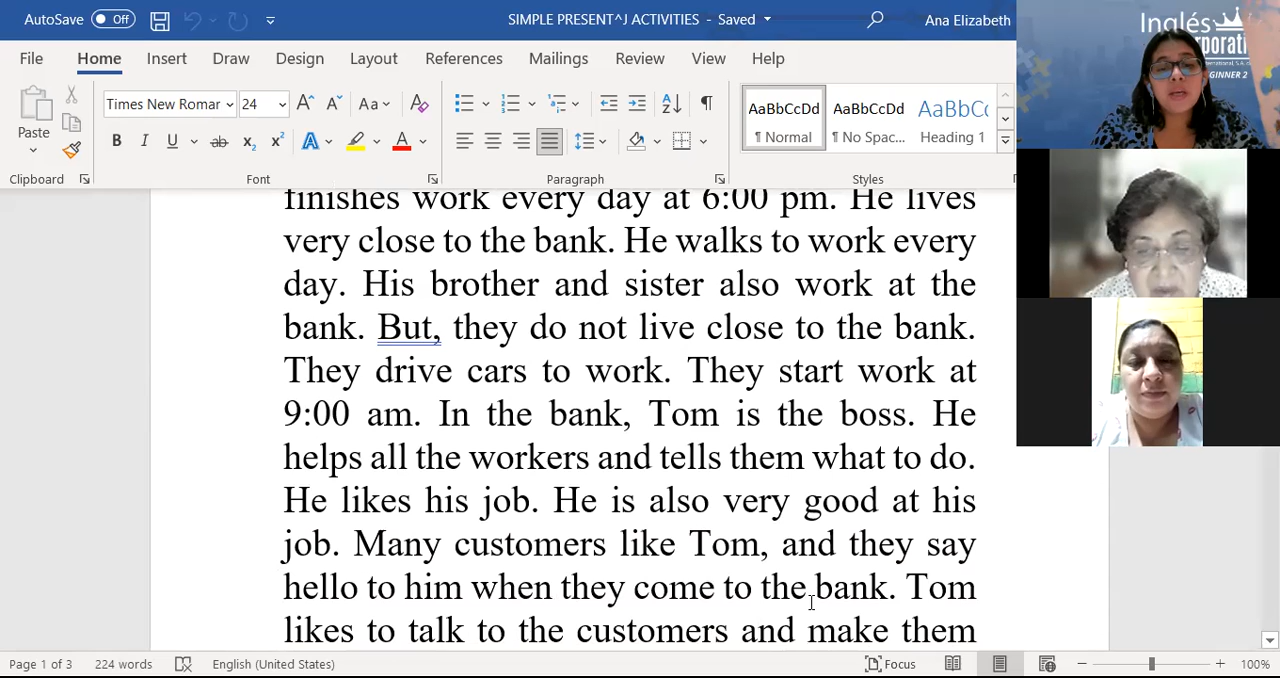 AutoSave Off SIMPLE PRESENT^J ACTIVITIES - Saved Ana Elizabeth
File Home Insert Draw Design Layout References Mailings Review View Help
Paste
Times New Romar 24 Aa
AaBbCcDd AaBbCcDd AaBbC
¶ Normal ¶ No Spac... Heading 1
Clipboard Font Paragraph Styles
Inglés
BEGINNER 2
finishes work every day at 6:00 pm. He lives
very close to the bank. He walks to work every
day. His brother and sister also work at the
bank. But, they do not live close to the bank.
They drive cars to work. They start work at
9:00 am. In the bank, Tom is the boss. He
helps all the workers and tells them what to do.
He likes his job. He is also very good at his
job. Many customers like Tom, and they say
hello to him when they come to the bank. Tom
likes to talk to the customers and make them
Page 1 of 3 224 words English (United States) Focus 100%